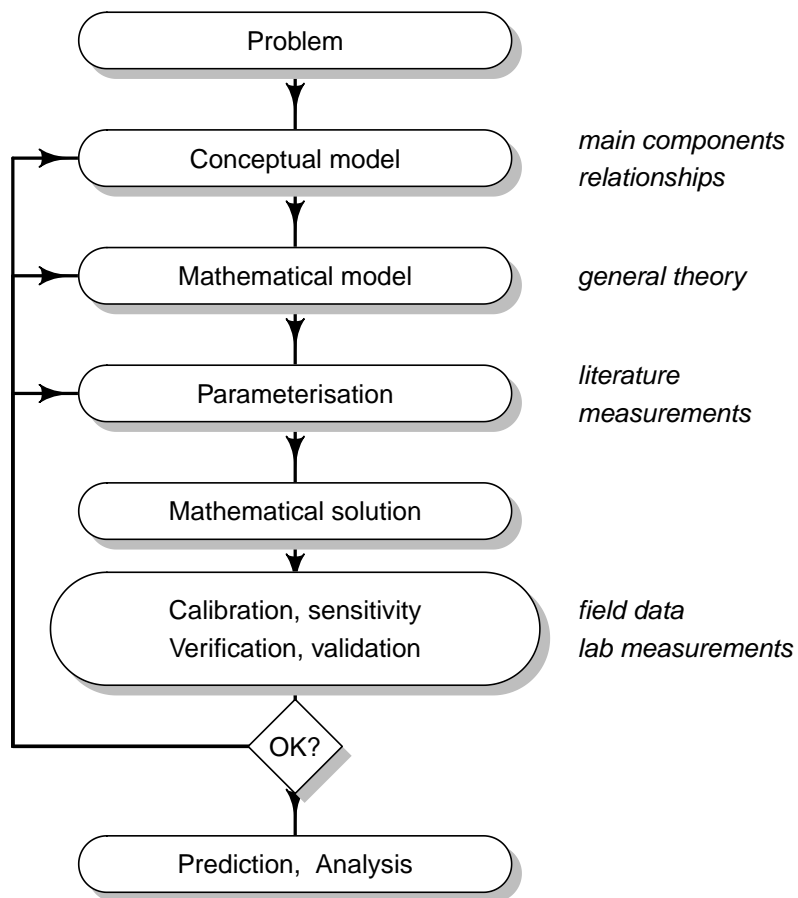 Problem
Conceptual model
main components
relationships
Mathematical model
general theory
Parameterisation
literature
measurements
Mathematical solution
Calibration, sensitivity
Verification, validation
field data
lab measurements
OK?
Prediction, Analysis